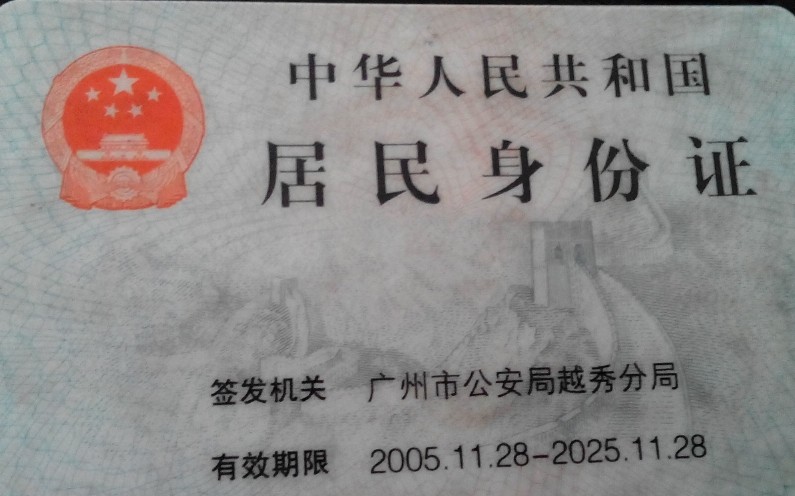 中华人民共和国
居民身份证
签发机关 广州市公安局越秀分局
有效期限 2005.11.28-2025.11.28